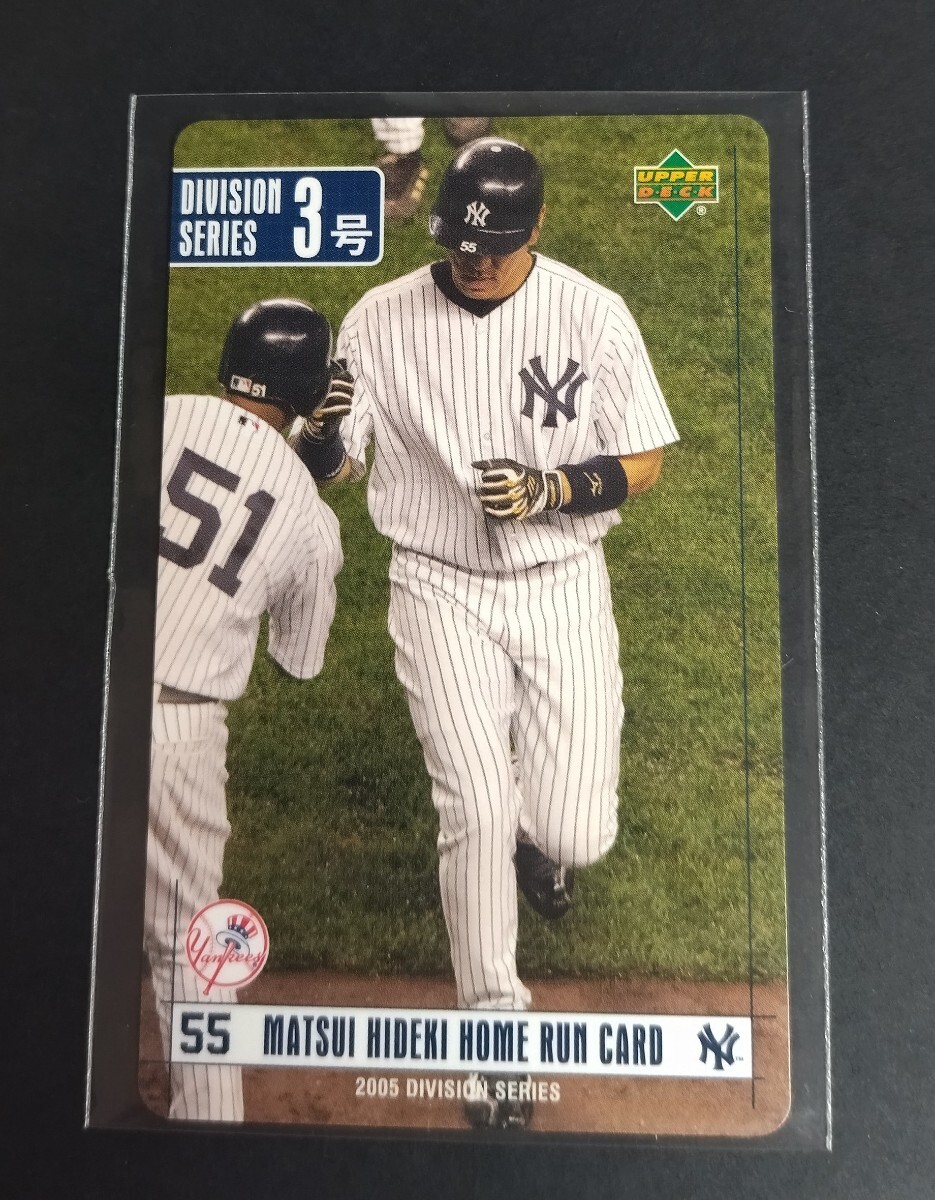 DIVISION
SERIES
3号
UPPER
D·E·C·K
®
NY
55
51
NY
51
Yankees
55 MATSUI HIDEKI HOME RUN CARD NY
2005 DIVISION SERIES